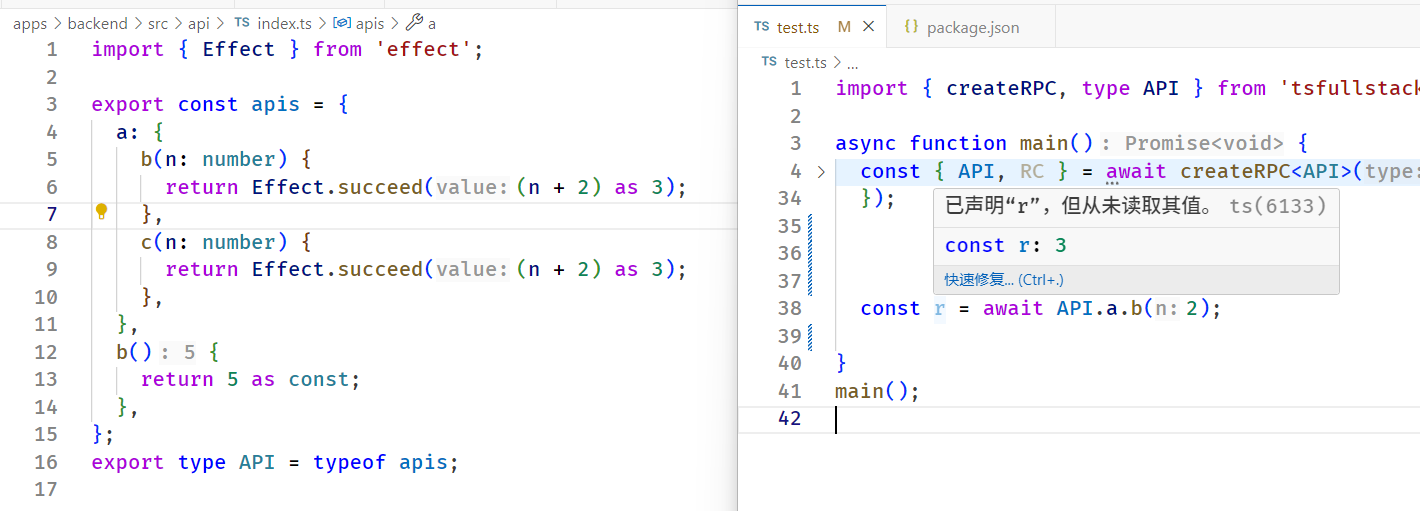 apps > backend > src > api > TS index.ts > apis > a
1 import { Effect } from 'effect';
2
3 export const apis = {
4 a: {
5 b(n: number) {
6 return Effect.succeed(value: (n + 2) as 3);
7 },
8 c(n: number) {
9 return Effect.succeed(value: (n + 2) as 3);
10 },
11 },
12 b(): 5 {
13 return 5 as const;
14 },
15 };
16 export type API = typeof apis;
17
TS test.ts M × {} package.json
TS test.ts > ...
1 import { createRPC, type API } from 'tsfullstack
2
3 async function main(): Promise<void> {
4 > const { API, RC } = await createRPC<API>(type:
34 });
已声明“r”，但从未读取其值。 ts(6133)
35
const r: 3
36
快速修复... (Ctrl+.)
37
38 const r = await API.a.b(n: 2);
39
40 }
41 main();
42